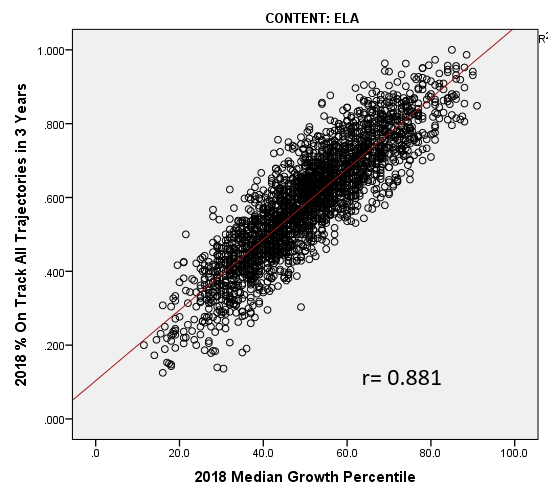 CONTENT: ELA
R²
1.000
.800
.600
.400
.200
.000
2018 % On Track All Trajectories in 3 Years
r= 0.881
.0 20.0 40.0 60.0 80.0 100.0
2018 Median Growth Percentile